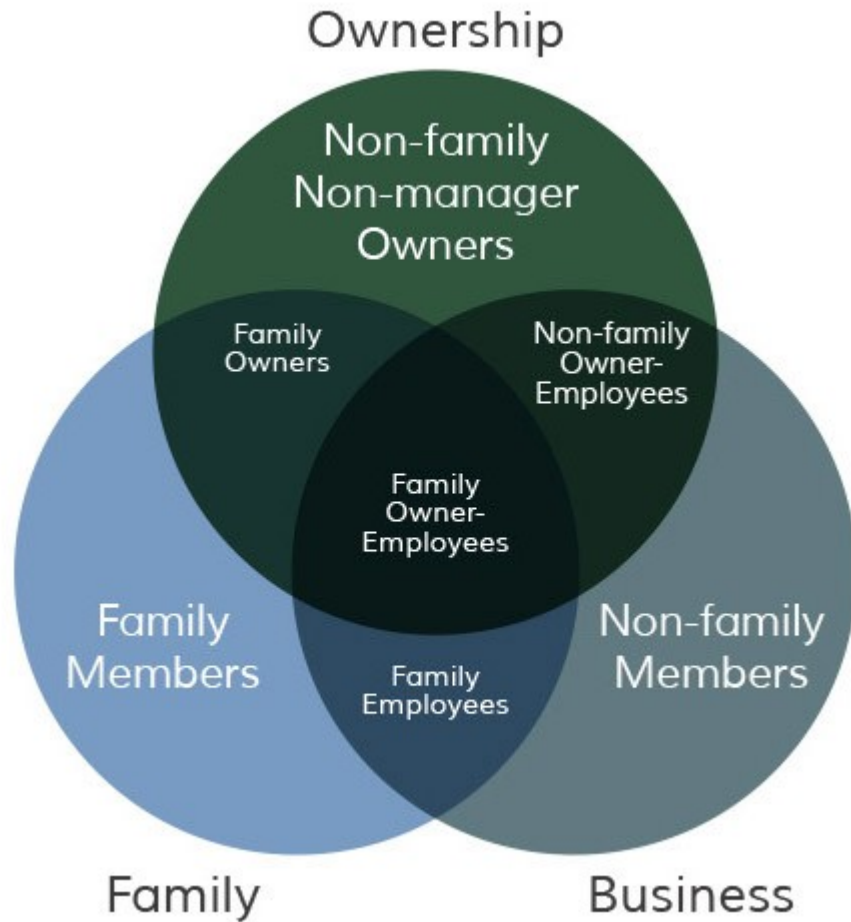 Ownership
Non-family
Non-manager
Owners
Family
Owners
Non-family
Owner-
Employees
Family
Owner-
Employees
Family
Members
Non-family
Members
Family
Employees
Family
Business